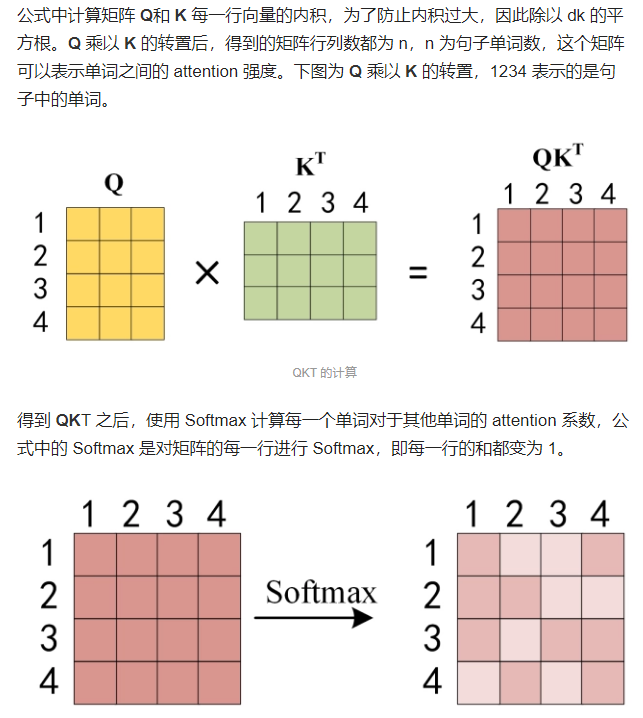 公式中计算矩阵 Q和 K 每一行向量的内积，为了防止内积过大，因此除以 dk 的平
方根。Q 乘以 K 的转置后，得到的矩阵行列数都为 n，n 为句子单词数，这个矩阵
可以表示单词之间的 attention 强度。下图为 Q 乘以 K 的转置，1234 表示的是句
子中的单词。
Q
K^T
QK^T
1 2 3 4
1 2 3 4
1
2
3
4
×
=
1
2
3
4
QKT 的计算
得到 QKT 之后，使用 Softmax 计算每一个单词对于其他单词的 attention 系数，公
式中的 Softmax 是对矩阵的每一行进行 Softmax，即每一行的和都变为 1。
1 2 3 4
1
2
3
4
Softmax
1 2 3 4
1
2
3
4